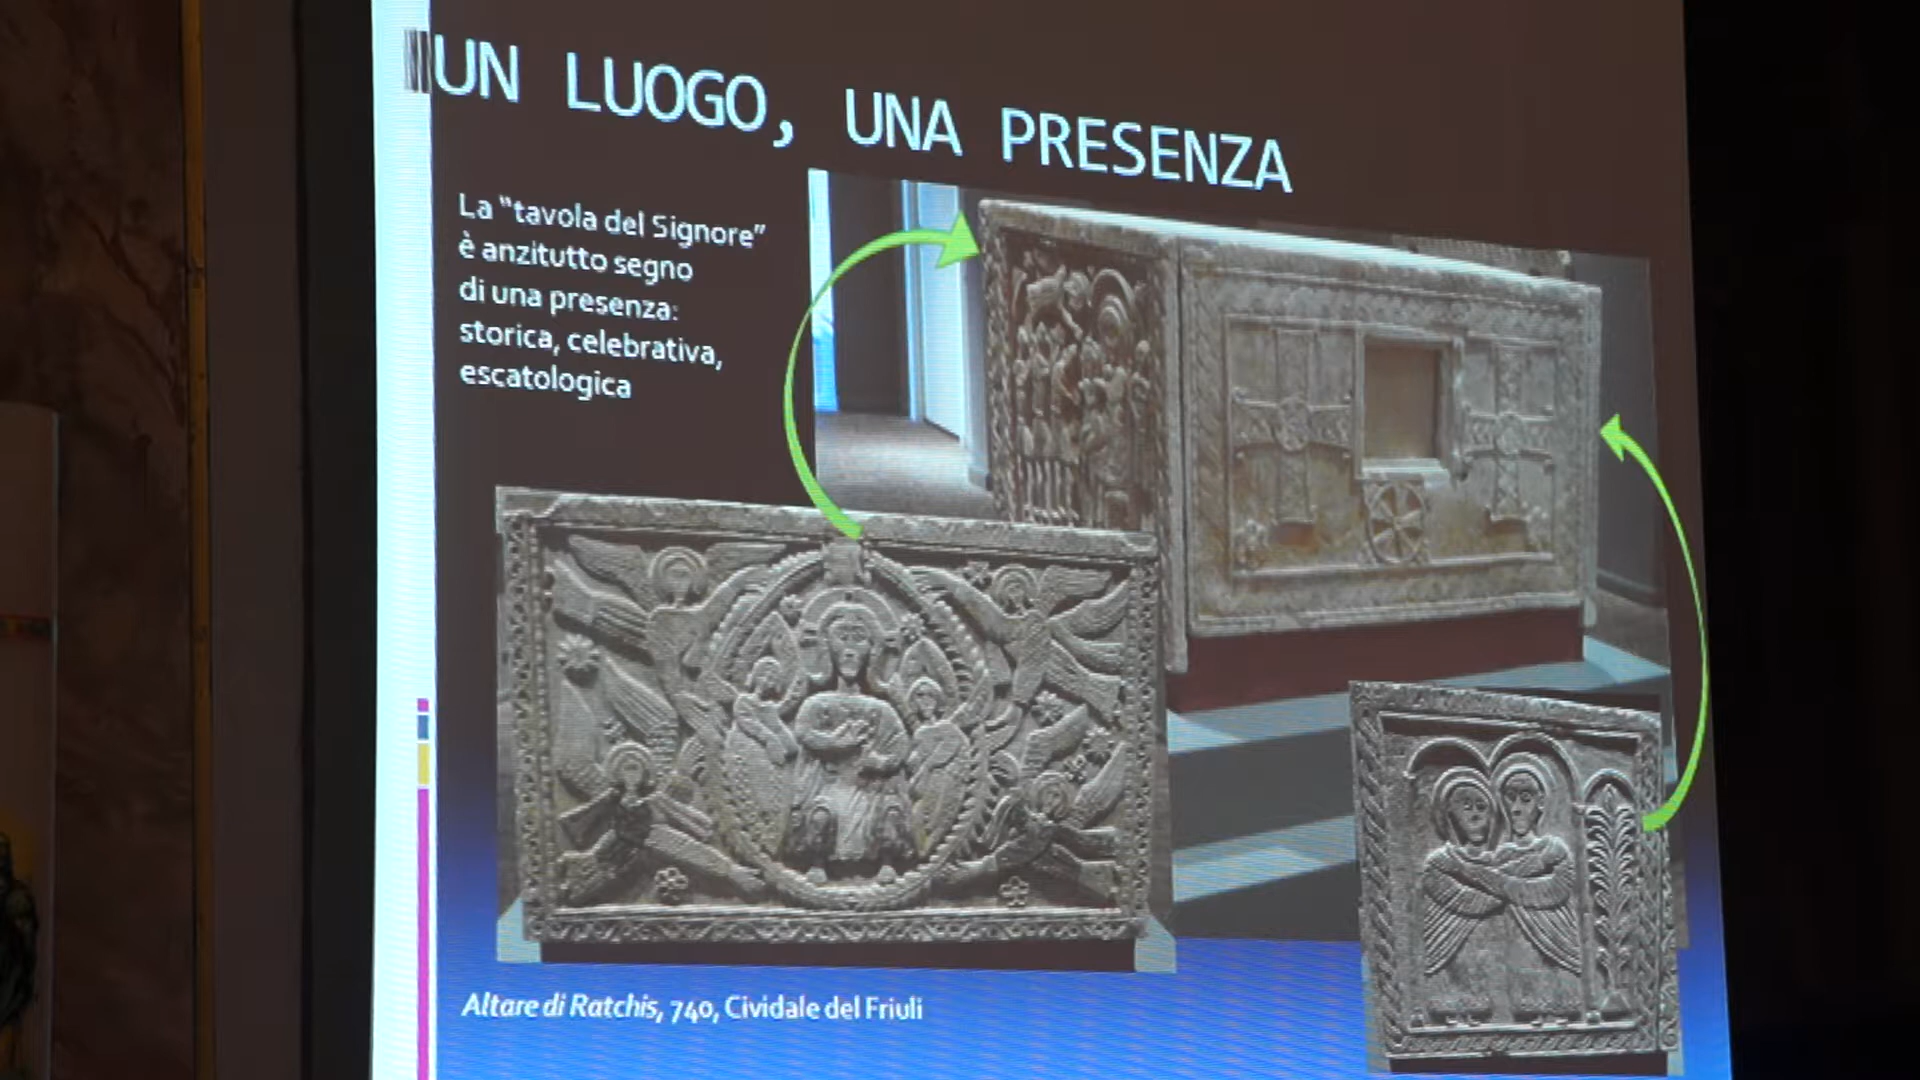 UN LUOGO, UNA PRESENZA
La “tavola del Signore”
è anzitutto segno
di una presenza:
storica, celebrativa,
escatologica
Altare di Ratchis, 740, Cividale del Friuli